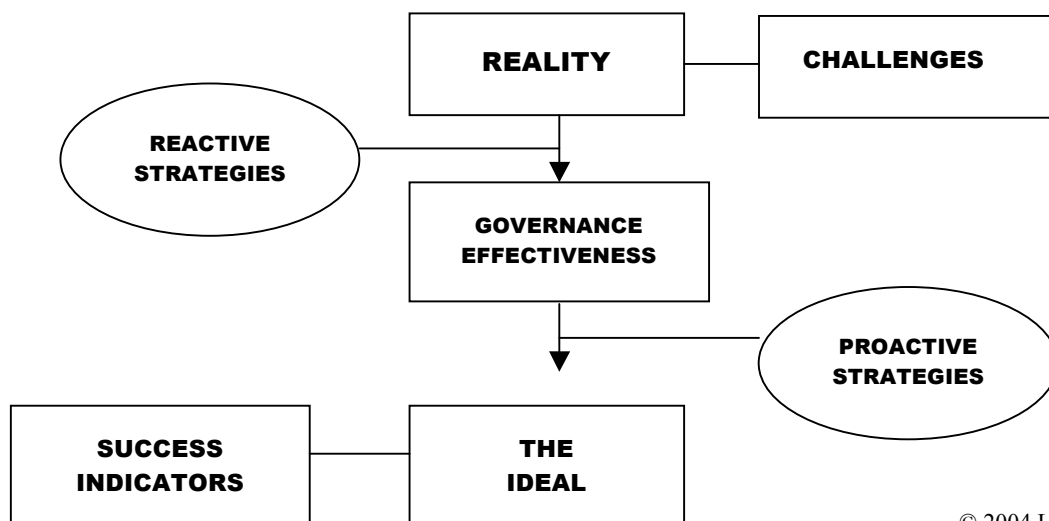 REALITY
CHALLENGES
REACTIVE
STRATEGIES
GOVERNANCE
EFFECTIVENESS
PROACTIVE
STRATEGIES
SUCCESS
INDICATORS
THE
IDEAL
© 2004